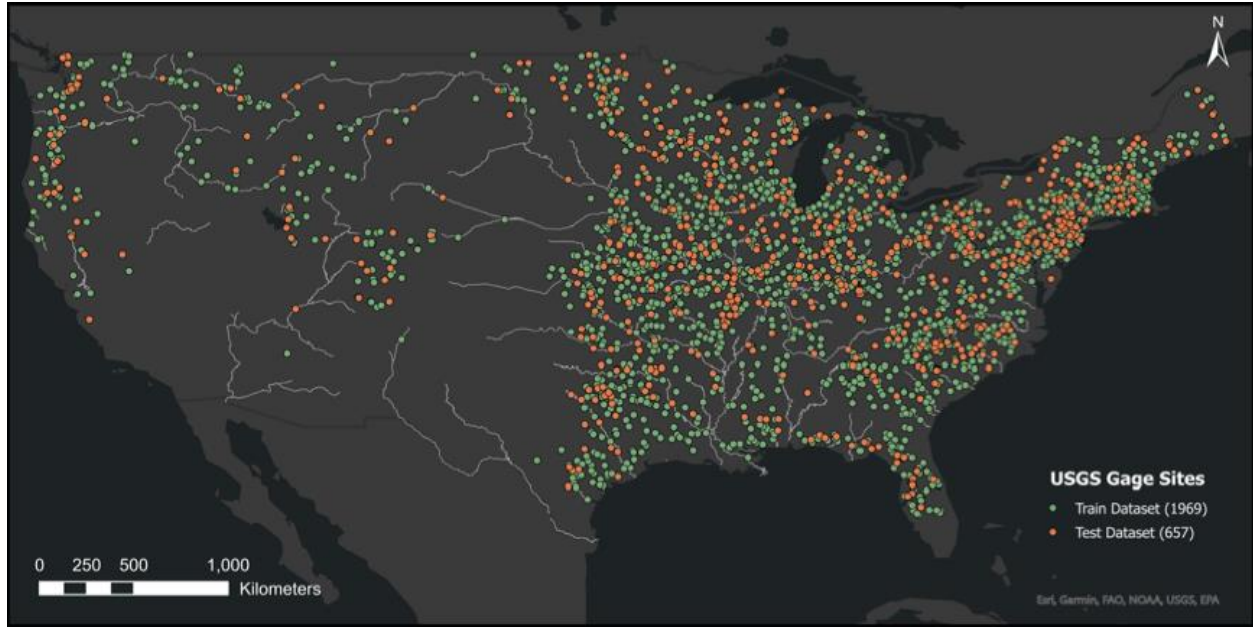 N
USGS Gage Sites
Train Dataset (1969)
Test Dataset (657)
0 250 500 1,000
Kilometers
Esri, Garmin, FAO, NOAA, USGS, EPA